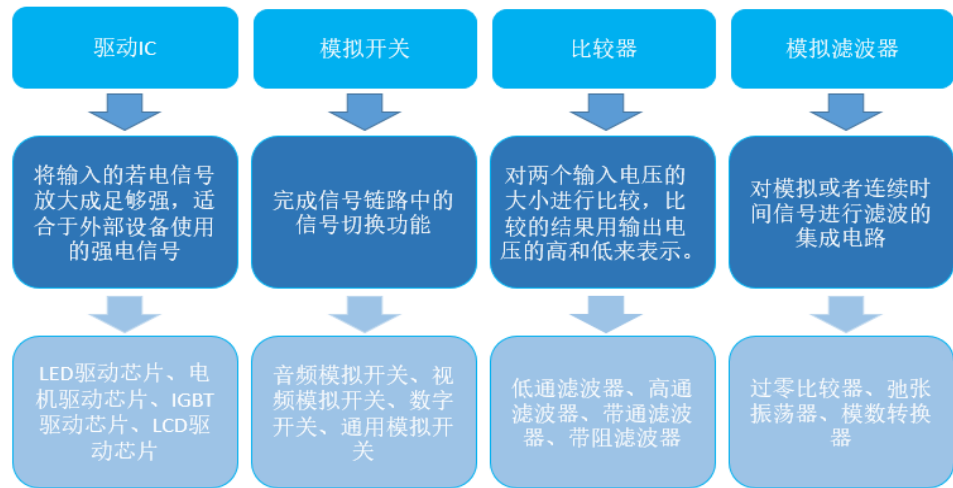 驱动IC
模拟开关
比较器
模拟滤波器
将输入的若电信号
放大成足够强，适
合于外部设备使用
的强电信号
完成信号链路中的
信号切换功能
对两个输入电压的
大小进行比较，比
较的结果用输出电
压的高和低来表示。
对模拟或者连续时
间信号进行滤波的
集成电路
LED驱动芯片、电
机驱动芯片、IGBT
驱动芯片、LCD驱
动芯片
音频模拟开关、视
频模拟开关、数字
开关、通用模拟开
关
低通滤波器、高通
滤波器、带通滤波
器、带阻滤波器
过零比较器、弛张
振荡器、模数转换
器